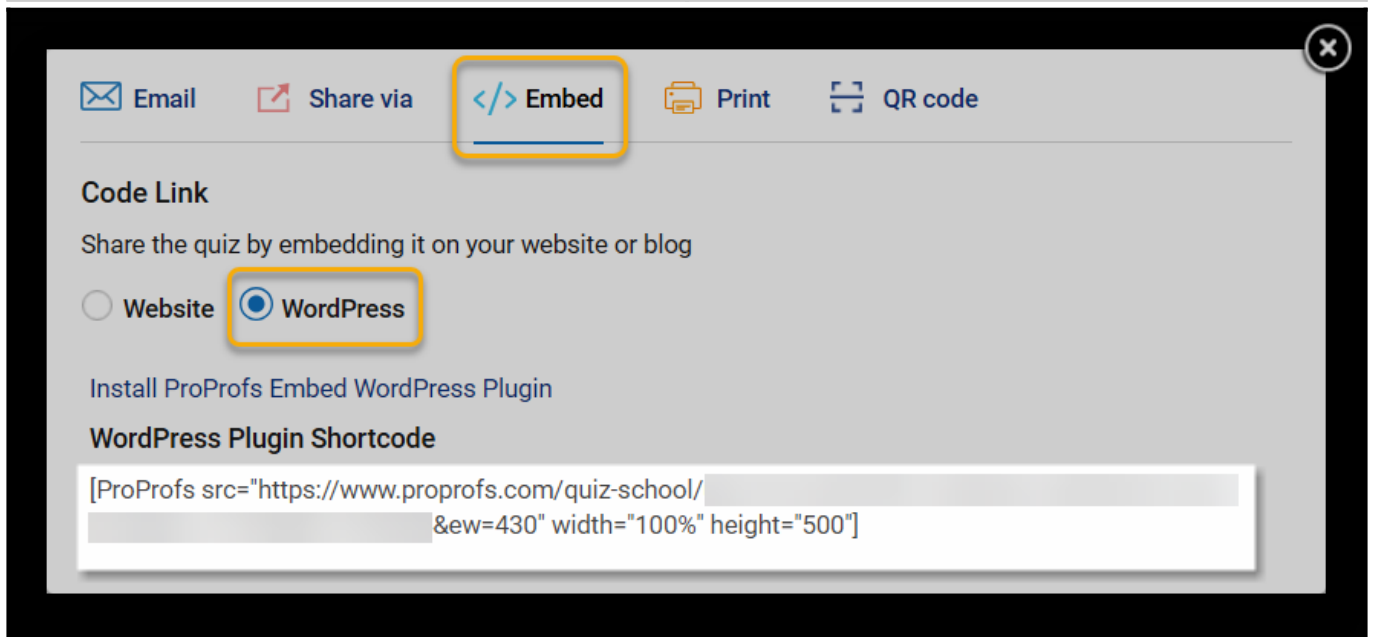 Email Share via </> Embed Print QR code
Code Link
Share the quiz by embedding it on your website or blog
Website WordPress
Install ProProfs Embed WordPress Plugin
WordPress Plugin Shortcode
[ProProfs src="https://www.proprofs.com/quiz-school/
&ew=430" width="100%" height="500"]